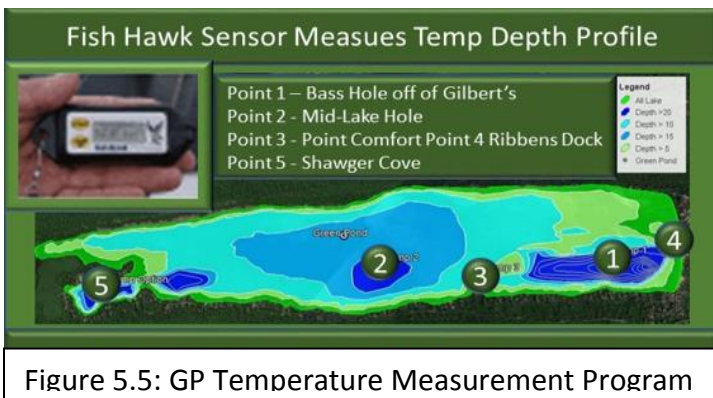 Fish Hawk Sensor Measues Temp Depth Profile
Point 1 – Bass Hole off of Gilbert's
Point 2 - Mid-Lake Hole
Point 3 - Point Comfort Point 4 Ribbens Dock
Point 5 - Shawger Cove
Legend
All Lake
Depth >20
Depth > 10
Depth > 15
Depth > 5
Green Pond
Green Pond
2
3
1
4
5
Figure 5.5: GP Temperature Measurement Program